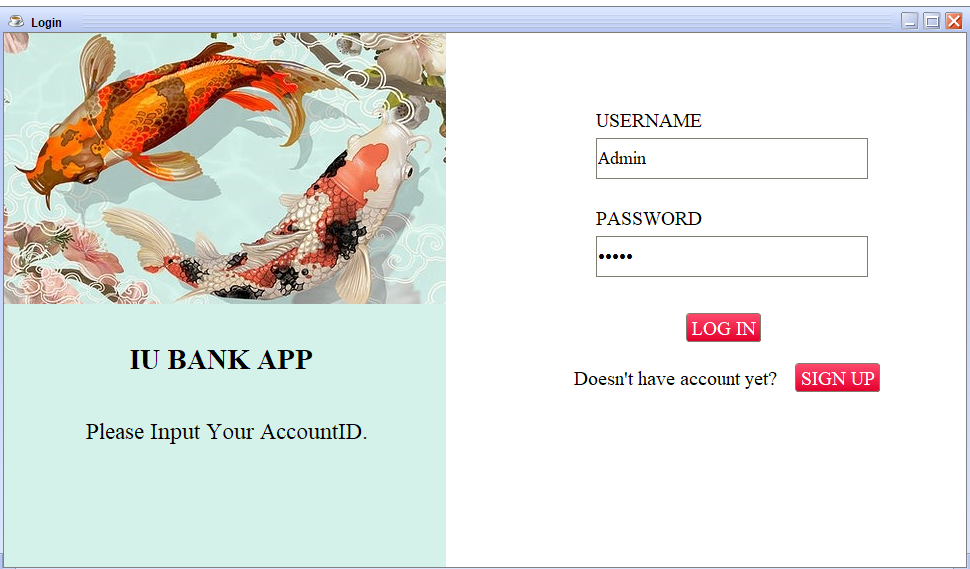 Login
IU BANK APP
Please Input Your AccountID.
USERNAME
Admin
PASSWORD
•••••
LOG IN
Doesn't have account yet?
SIGN UP